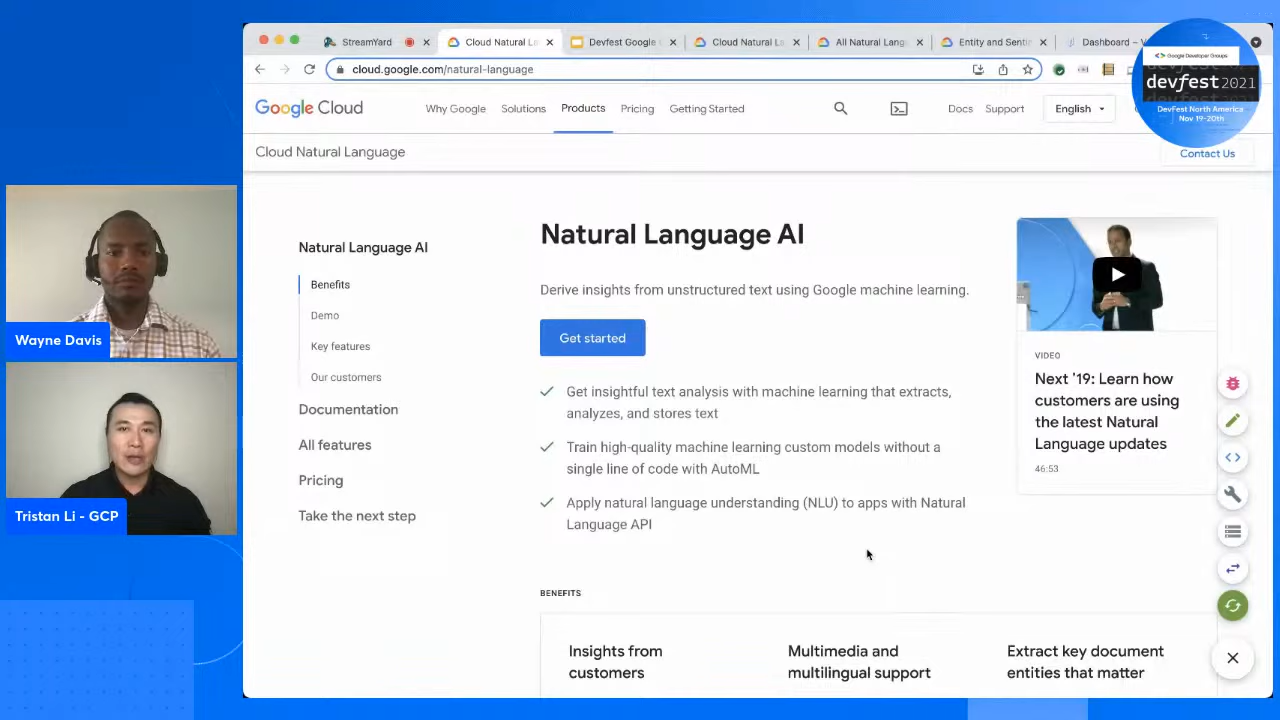 StreamYard
Cloud Natural La
Devfest Google
Cloud Natural La
All Natural Lang
Entity and Senti
Dashboard – V
cloud.google.com/natural-language
Google Developer Groups
devfest 2021
DevFest North America
Nov 19-20th
Google Cloud
Why Google
Solutions
Products
Pricing
Getting Started
Docs
Support
English
Cloud Natural Language
Contact Us
Natural Language AI
Benefits
Demo
Key features
Our customers
Documentation
All features
Pricing
Take the next step
Natural Language AI
Derive insights from unstructured text using Google machine learning.
Get started
Get insightful text analysis with machine learning that extracts,
analyzes, and stores text
Train high-quality machine learning custom models without a
single line of code with AutoML
Apply natural language understanding (NLU) to apps with Natural
Language API
VIDEO
Next '19: Learn how
customers are using
the latest Natural
Language updates
46:53
BENEFITS
Insights from
customers
Multimedia and
multilingual support
Extract key document
entities that matter
Wayne Davis
Tristan Li - GCP